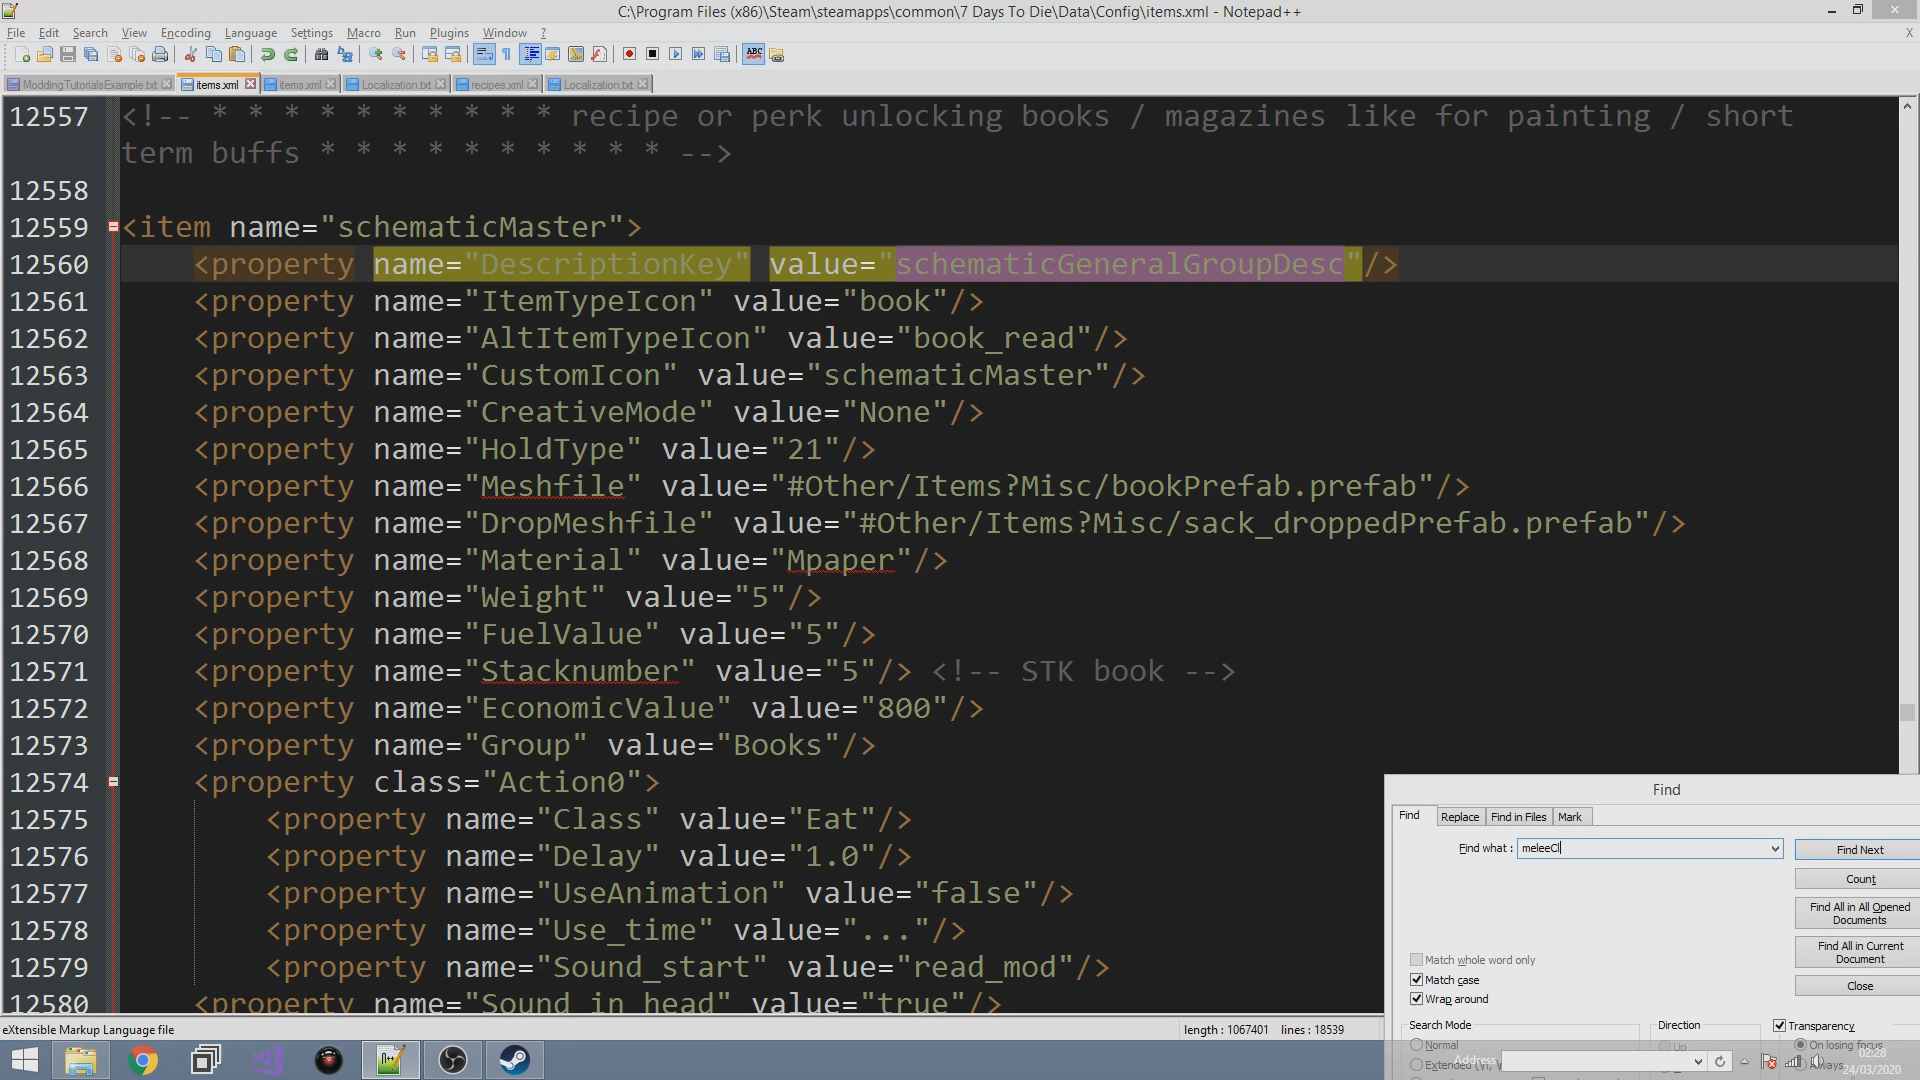 C:\Program Files (x86)\Steam\steamapps\common\7 Days To Die\Data\Config\items.xml - Notepad++
File Edit Search View Encoding Language Settings Macro Run Plugins Window ? X
ModdingTutorialsExample.txt items.xml items.xml Localization.txt recipes.xml Localization.txt
12557 <!-- * * * * * * * * * * recipe or perk unlocking books / magazines like for painting / short
term buffs * * * * * * * * * * -->
12558
12559 <item name="schematicMaster">
12560 <property name="DescriptionKey" value="schematicGeneralGroupDesc"/>
12561 <property name="ItemTypeIcon" value="book"/>
12562 <property name="AltItemTypeIcon" value="book_read"/>
12563 <property name="CustomIcon" value="schematicMaster"/>
12564 <property name="CreativeMode" value="None"/>
12565 <property name="HoldType" value="21"/>
12566 <property name="Meshfile" value="#Other/Items?Misc/bookPrefab.prefab"/>
12567 <property name="DropMeshfile" value="#Other/Items?Misc/sack_droppedPrefab.prefab"/>
12568 <property name="Material" value="Mpaper"/>
12569 <property name="Weight" value="5"/>
12570 <property name="FuelValue" value="5"/>
12571 <property name="Stacknumber" value="5"/> <!-- STK book -->
12572 <property name="EconomicValue" value="800"/>
12573 <property name="Group" value="Books"/>
12574 <property class="Action0">
12575 <property name="Class" value="Eat"/>
12576 <property name="Delay" value="1.0"/>
12577 <property name="UseAnimation" value="false"/>
12578 <property name="Use_time" value="..."/>
12579 <property name="Sound_start" value="read_mod"/>
12580 <property name="Sound_in_head" value="true"/>
Find
Find Replace Find in Files Mark
Find what : meleeCl Find Next
Count
Find All in All Opened
Documents
Find All in Current
Document
Close
Match whole word only
Match case
Wrap around
Search Mode Direction Transparency
Normal Up On losing focus
Extended (\n, Address Always
eXtensible Markup Language file length : 1067401 lines : 18539
02:28
24/03/2020